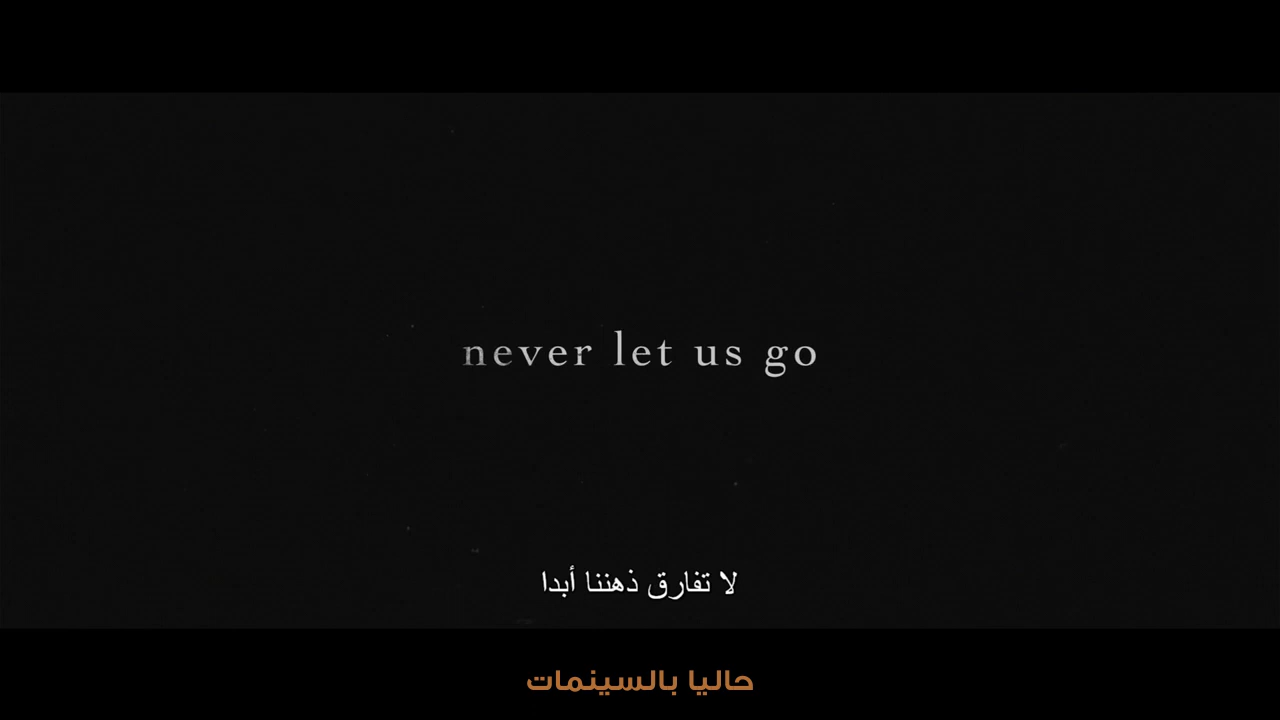 never let us go
لا تفارق ذهننا أبدا
حاليا بالسينمات